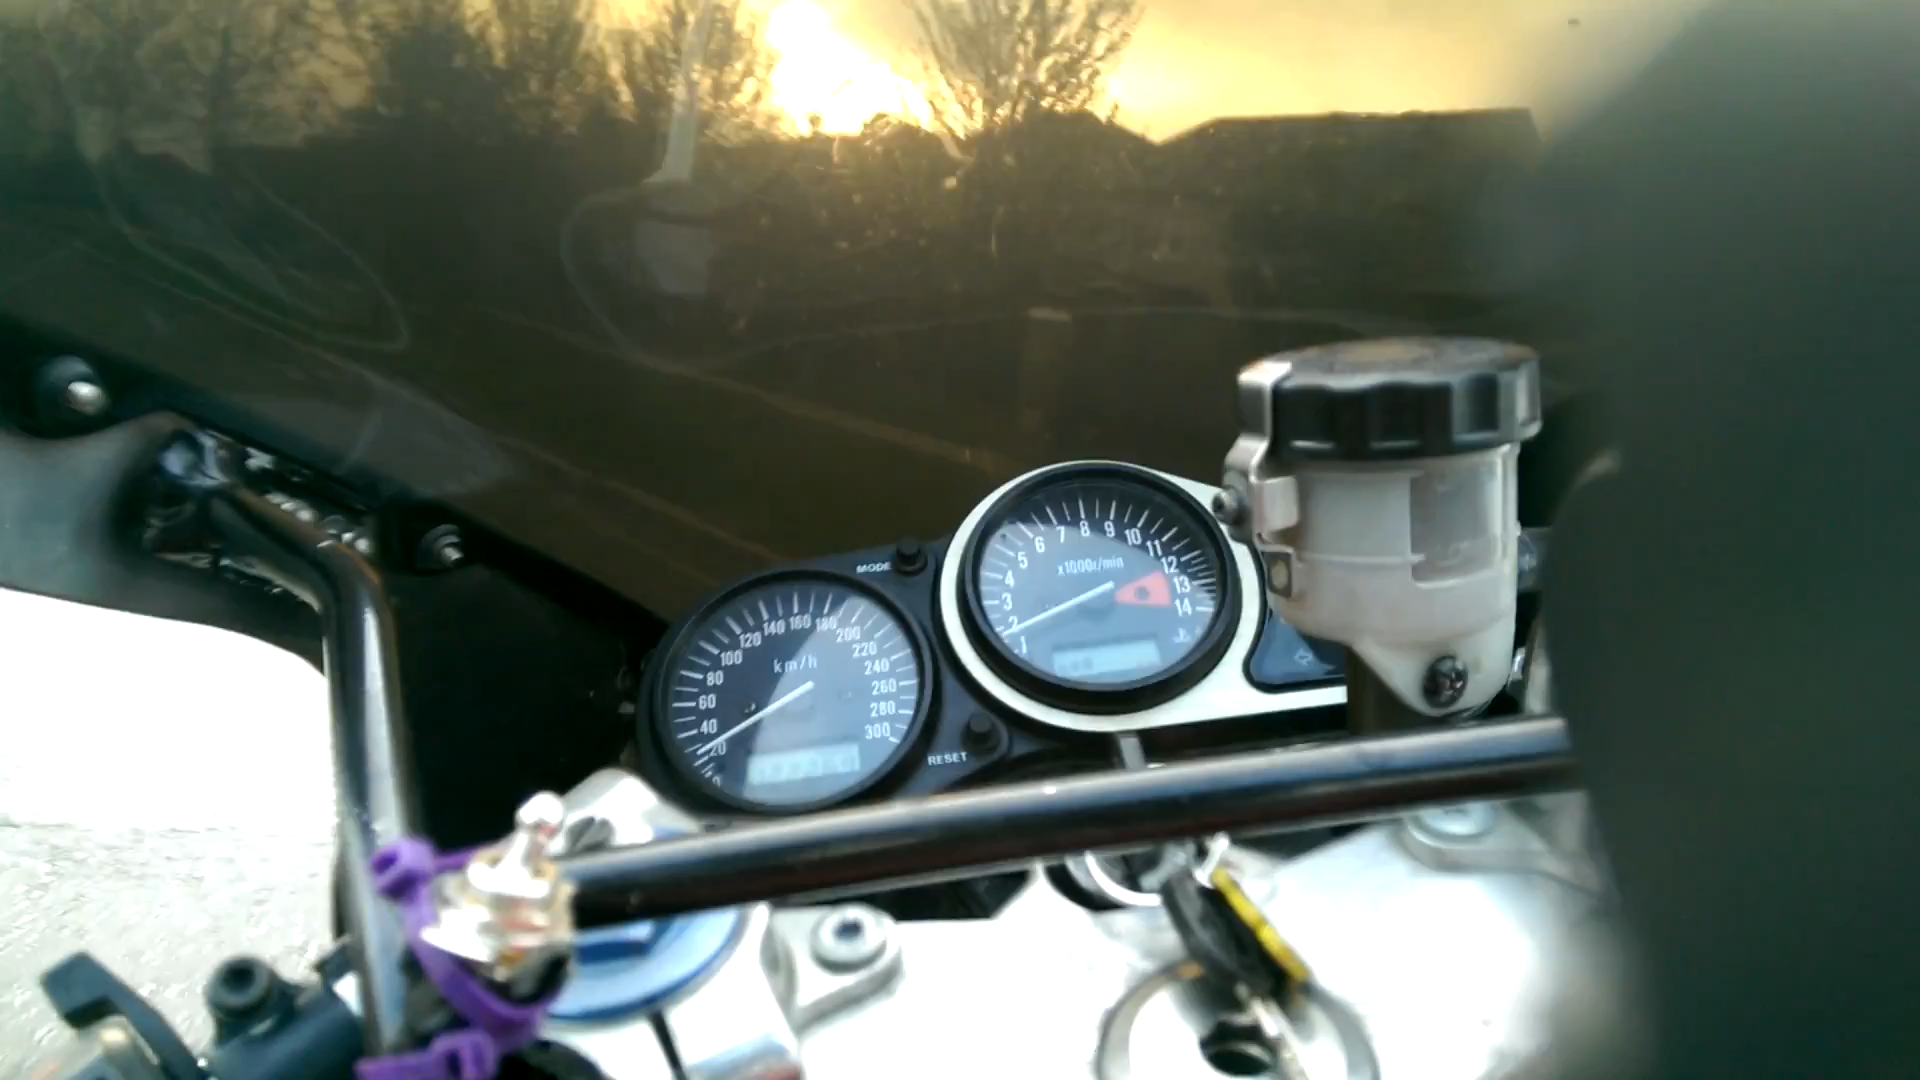 MODE
7 8 9 10
6 11
5 12
4 x1000r/min 13
3 14
2
1
120 140 160 180 200
100 220
80 km/h 240
60 260
40 280
20 300
RESET